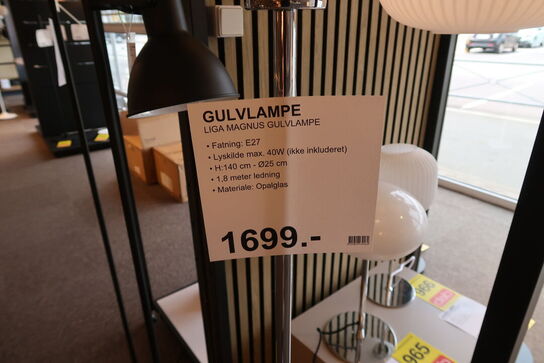 GULVLAMPE
LIGA MAGNUS GULVLAMPE
• Fatning: E27
• Lyskilde max. 40W (ikke inkluderet)
• H:140 cm - Ø25 cm
• 1,8 meter ledning
• Materiale: Opalglas
1699.-
966
965